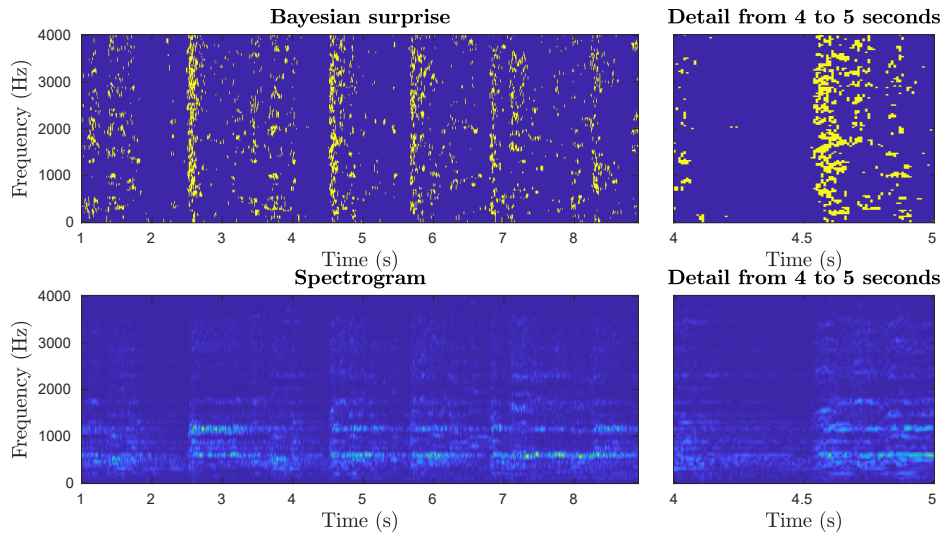 Bayesian surprise
Detail from 4 to 5 seconds
Frequency (Hz)
4000
3000
2000
1000
0
1 2 3 4 5 6 7 8
Time (s)
4 4.5 5
Time (s)
Spectrogram
Detail from 4 to 5 seconds
Frequency (Hz)
4000
3000
2000
1000
0
1 2 3 4 5 6 7 8
Time (s)
4 4.5 5
Time (s)